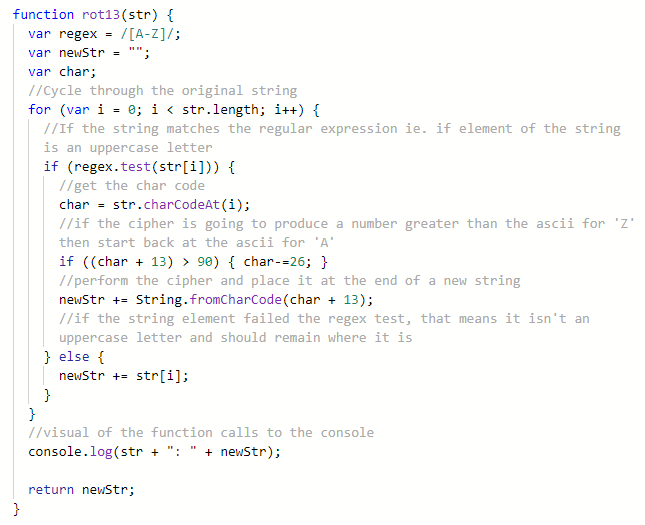 function rot13(str) {
  var regex = /[A-Z]/;
  var newStr = "";
  var char;
  //Cycle through the original string
  for (var i = 0; i < str.length; i++) {
    //If the string matches the regular expression ie. if element of the string
    is an uppercase letter
    if (regex.test(str[i])) {
      //get the char code
      char = str.charCodeAt(i);
      //if the cipher is going to produce a number greater than the ascii for 'Z'
      then start back at the ascii for 'A'
      if ((char + 13) > 90) { char-=26; }
      //perform the cipher and place it at the end of a new string
      newStr += String.fromCharCode(char + 13);
      //if the string element failed the regex test, that means it isn't an
      uppercase letter and should remain where it is
    } else {
      newStr += str[i];
    }
  }
  //visual of the function calls to the console
  console.log(str + ": " + newStr);

  return newStr;
}